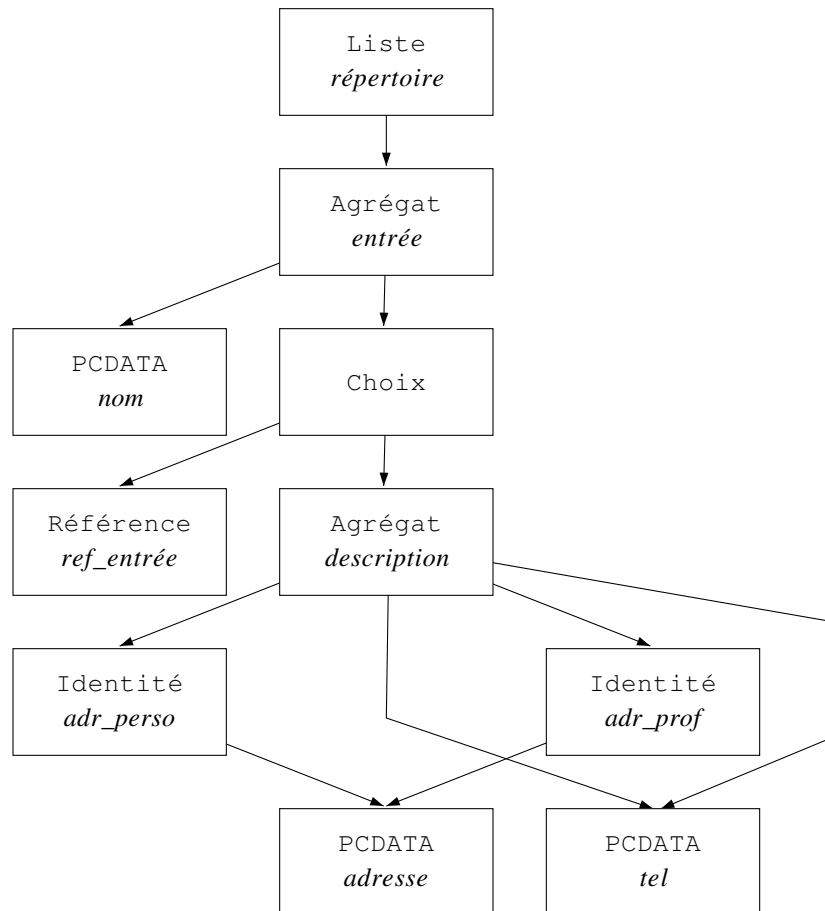 Liste
répertoire
Agrégat
entrée
PCDATA
nom
Choix
Référence
ref_entrée
Agrégat
description
Identité
adr_perso
Identité
adr_prof
PCDATA
adresse
PCDATA
tel